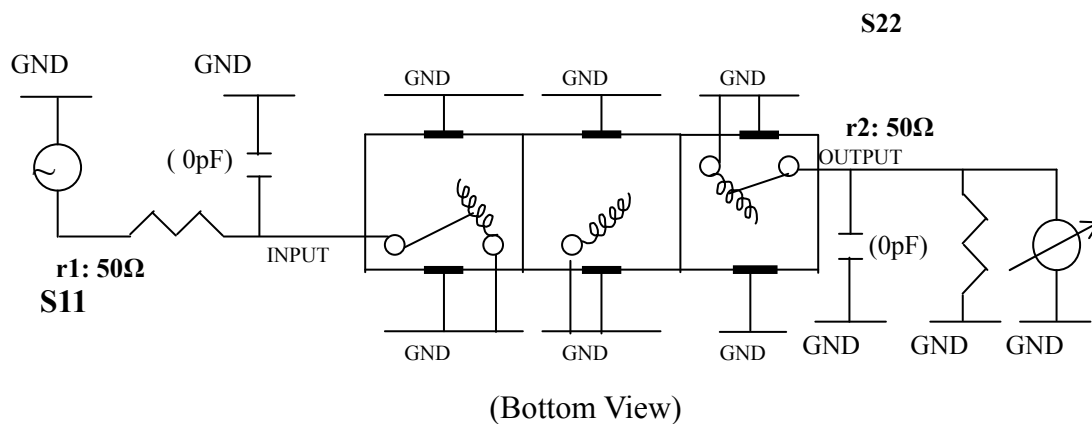 S22
GND
GND
GND
GND
GND
r2: 50Ω
( 0pF)
OUTPUT
~
INPUT
(0pF)
r1: 50Ω
S11
GND
GND
GND
GND
GND
GND
(Bottom View)